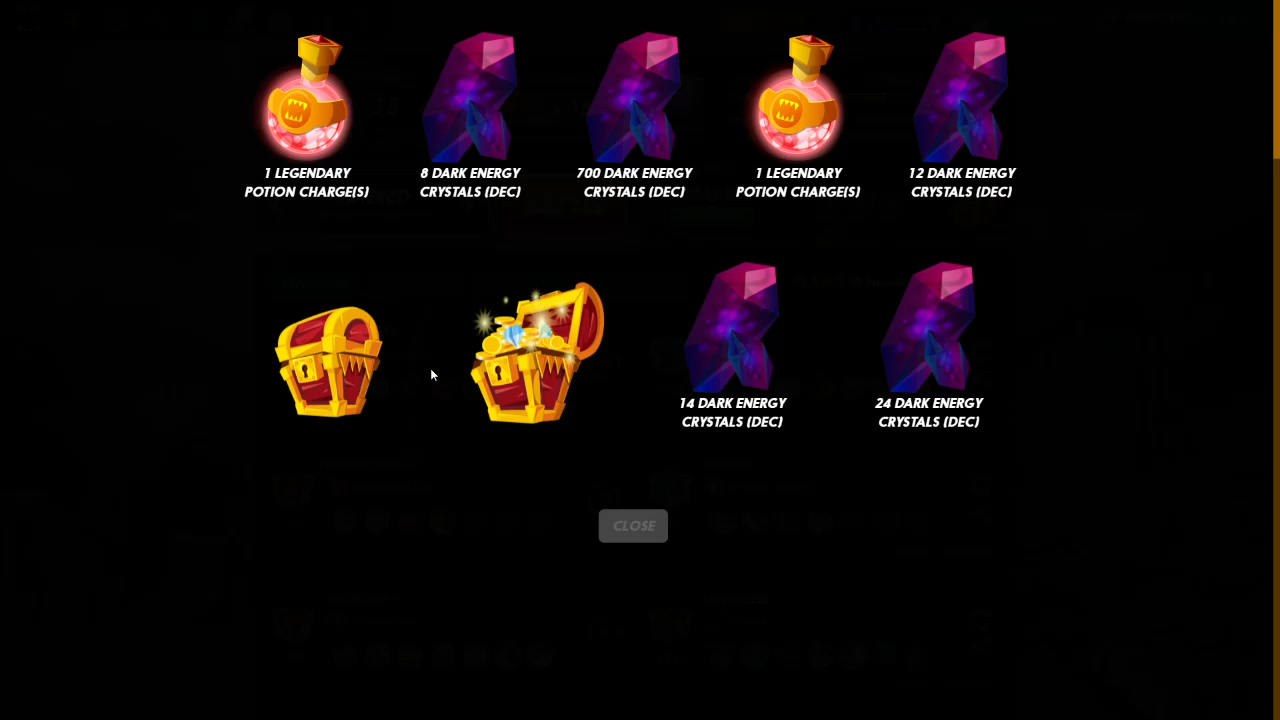 1 LEGENDARY
POTION CHARGE(S)
8 DARK ENERGY
CRYSTALS (DEC)
700 DARK ENERGY
CRYSTALS (DEC)
1 LEGENDARY
POTION CHARGE(S)
12 DARK ENERGY
CRYSTALS (DEC)
14 DARK ENERGY
CRYSTALS (DEC)
24 DARK ENERGY
CRYSTALS (DEC)
CLOSE